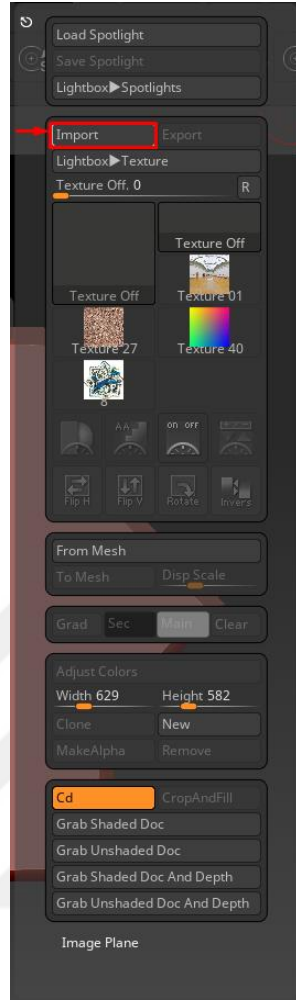 Load Spotlight
Save Spotlight
Lightbox▶Spotlights
Import Export
Lightbox▶Texture
Texture Off. 0 R
Texture Off
Texture Off Texture 01
Texture 27 Texture 40
8
on off
Flip H Flip V Rotate Invers
From Mesh
To Mesh Disp Scale
Grad Sec Main Clear
Adjust Colors
Width 629 Height 582
Clone New
MakeAlpha Remove
Cd CropAndFill
Grab Shaded Doc
Grab Unshaded Doc
Grab Shaded Doc And Depth
Grab Unshaded Doc And Depth
Image Plane